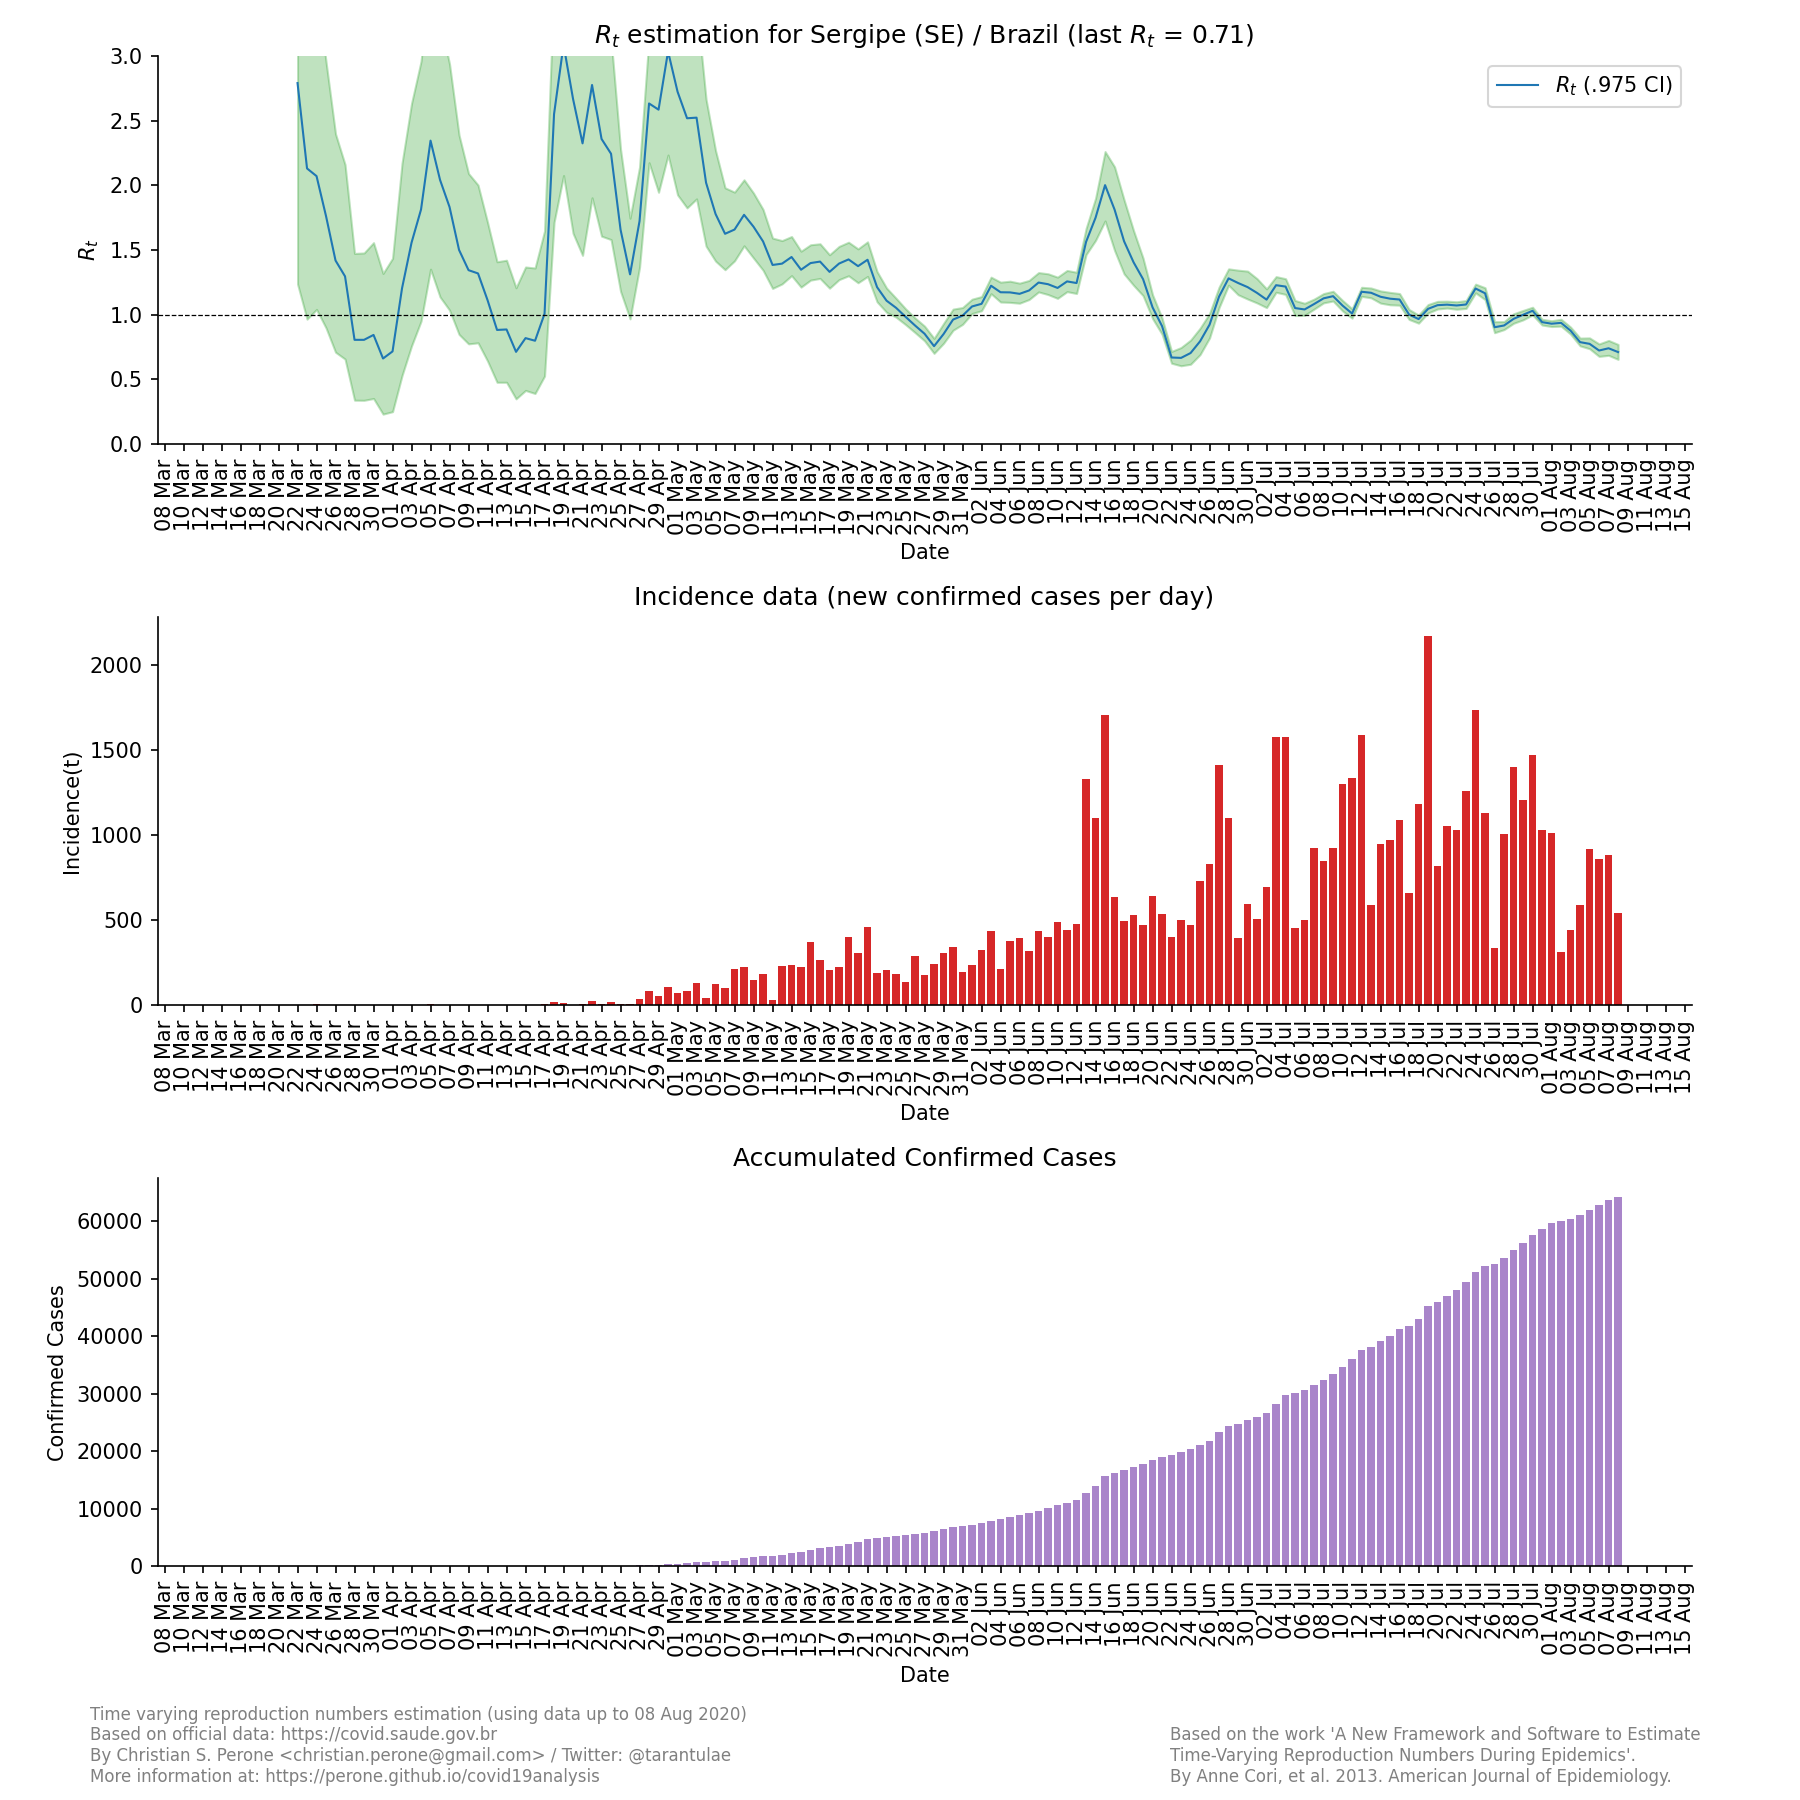 Rt estimation for Sergipe (SE) / Brazil (last Rt = 0.71)
Rt (.975 CI)
Rt
3.0
2.5
2.0
1.5
1.0
0.5
0.0
08 Mar 10 Mar 12 Mar 14 Mar 16 Mar 18 Mar 20 Mar 22 Mar 24 Mar 26 Mar 28 Mar 30 Mar 01 Apr 03 Apr 05 Apr 07 Apr 09 Apr 11 Apr 13 Apr 15 Apr 17 Apr 19 Apr 21 Apr 23 Apr 25 Apr 27 Apr 29 Apr 01 May 03 May 05 May 07 May 09 May 11 May 13 May 15 May 17 May 19 May 21 May 23 May 25 May 27 May 29 May 31 May 02 Jun 04 Jun 06 Jun 08 Jun 10 Jun 12 Jun 14 Jun 16 Jun 18 Jun 20 Jun 22 Jun 24 Jun 26 Jun 28 Jun 30 Jun 02 Jul 04 Jul 06 Jul 08 Jul 10 Jul 12 Jul 14 Jul 16 Jul 18 Jul 20 Jul 22 Jul 24 Jul 26 Jul 28 Jul 30 Jul 01 Aug 03 Aug 05 Aug 07 Aug 09 Aug 11 Aug 13 Aug 15 Aug
Date
Incidence data (new confirmed cases per day)
Incidence(t)
2000
1500
1000
500
0
08 Mar 10 Mar 12 Mar 14 Mar 16 Mar 18 Mar 20 Mar 22 Mar 24 Mar 26 Mar 28 Mar 30 Mar 01 Apr 03 Apr 05 Apr 07 Apr 09 Apr 11 Apr 13 Apr 15 Apr 17 Apr 19 Apr 21 Apr 23 Apr 25 Apr 27 Apr 29 Apr 01 May 03 May 05 May 07 May 09 May 11 May 13 May 15 May 17 May 19 May 21 May 23 May 25 May 27 May 29 May 31 May 02 Jun 04 Jun 06 Jun 08 Jun 10 Jun 12 Jun 14 Jun 16 Jun 18 Jun 20 Jun 22 Jun 24 Jun 26 Jun 28 Jun 30 Jun 02 Jul 04 Jul 06 Jul 08 Jul 10 Jul 12 Jul 14 Jul 16 Jul 18 Jul 20 Jul 22 Jul 24 Jul 26 Jul 28 Jul 30 Jul 01 Aug 03 Aug 05 Aug 07 Aug 09 Aug 11 Aug 13 Aug 15 Aug
Date
Accumulated Confirmed Cases
Confirmed Cases
60000
50000
40000
30000
20000
10000
0
08 Mar 10 Mar 12 Mar 14 Mar 16 Mar 18 Mar 20 Mar 22 Mar 24 Mar 26 Mar 28 Mar 30 Mar 01 Apr 03 Apr 05 Apr 07 Apr 09 Apr 11 Apr 13 Apr 15 Apr 17 Apr 19 Apr 21 Apr 23 Apr 25 Apr 27 Apr 29 Apr 01 May 03 May 05 May 07 May 09 May 11 May 13 May 15 May 17 May 19 May 21 May 23 May 25 May 27 May 29 May 31 May 02 Jun 04 Jun 06 Jun 08 Jun 10 Jun 12 Jun 14 Jun 16 Jun 18 Jun 20 Jun 22 Jun 24 Jun 26 Jun 28 Jun 30 Jun 02 Jul 04 Jul 06 Jul 08 Jul 10 Jul 12 Jul 14 Jul 16 Jul 18 Jul 20 Jul 22 Jul 24 Jul 26 Jul 28 Jul 30 Jul 01 Aug 03 Aug 05 Aug 07 Aug 09 Aug 11 Aug 13 Aug 15 Aug
Date
Time varying reproduction numbers estimation (using data up to 08 Aug 2020)
Based on official data: https://covid.saude.gov.br
By Christian S. Perone <christian.perone@gmail.com> / Twitter: @tarantulae
More information at: https://perone.github.io/covid19analysis
Based on the work 'A New Framework and Software to Estimate
Time-Varying Reproduction Numbers During Epidemics'.
By Anne Cori, et al. 2013. American Journal of Epidemiology.